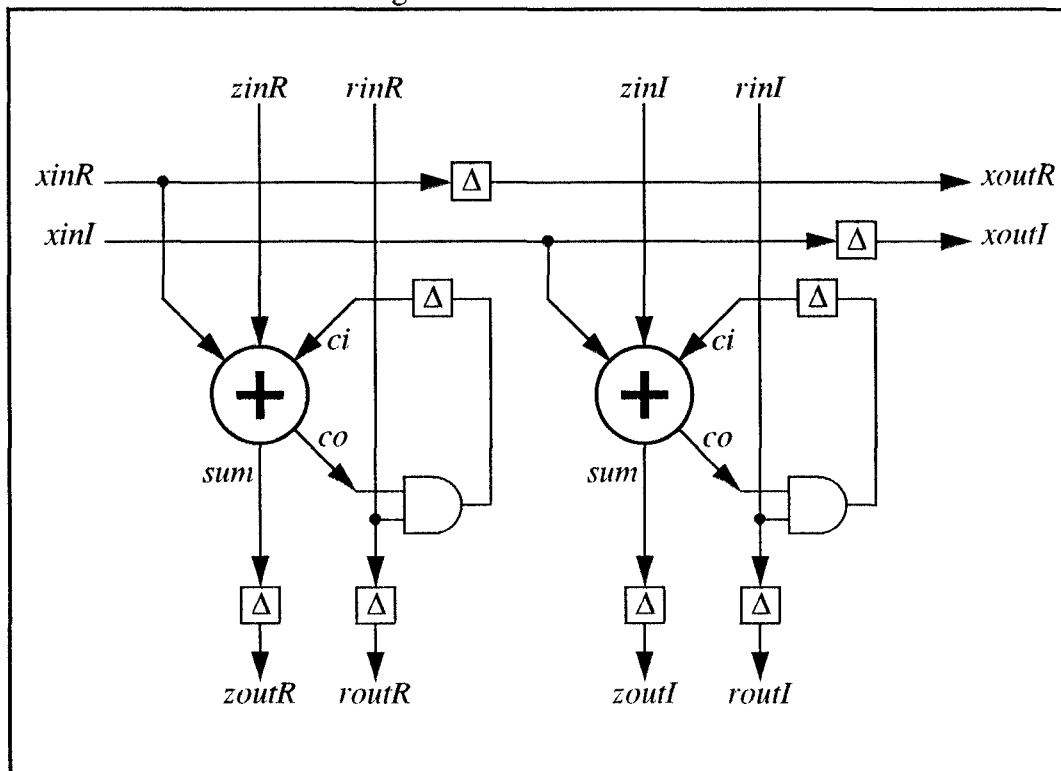 zinR rinR zinI rinI
xinR Δ xoutR
xinI Δ xoutI
Δ Δ
ci ci
+ +
co co
sum sum
Δ Δ Δ Δ
zoutR routR zoutI routI